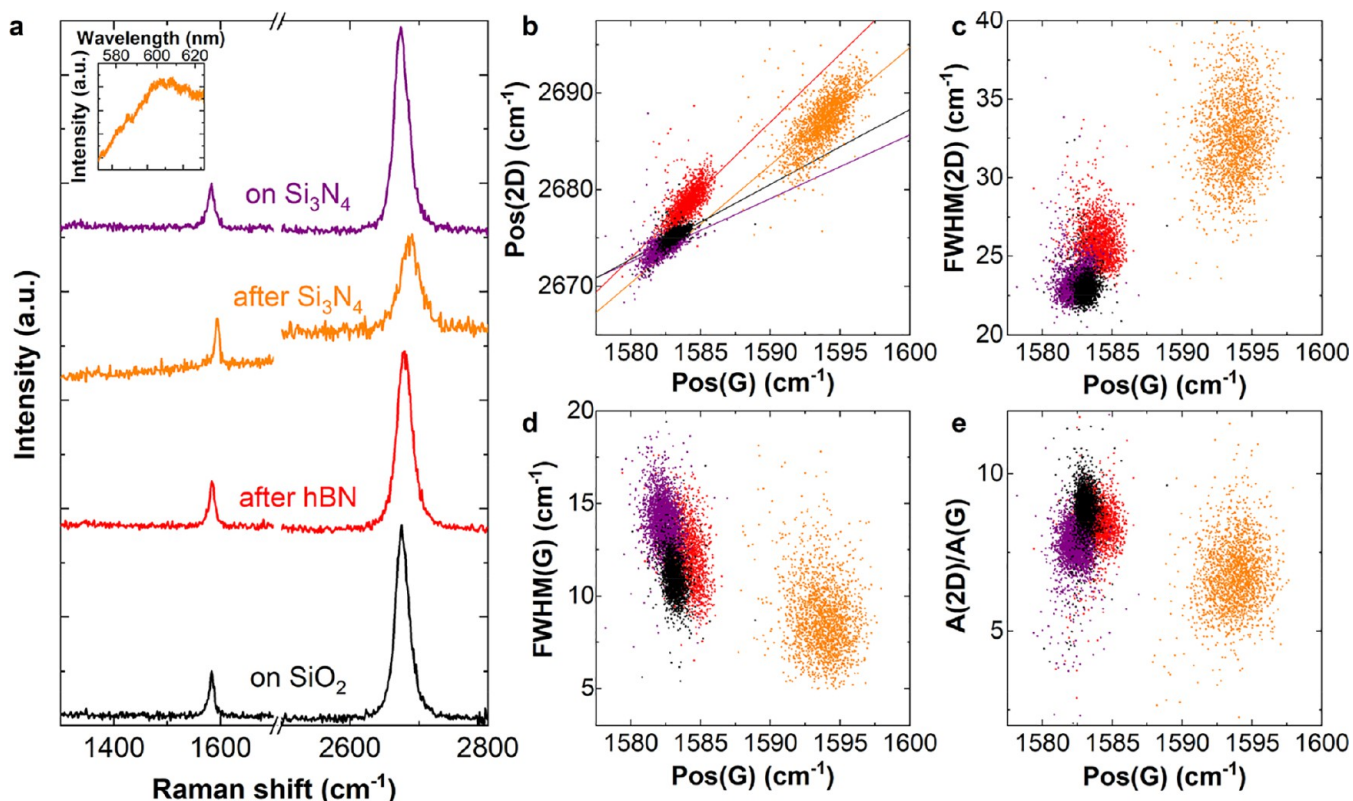 a
Wavelength (nm)
580 600 620
Intensity (a.u.)
on Si₃N₄
after Si₃N₄
after hBN
on SiO₂
Intensity (a.u.)
1400 1600 2600 2800
Raman shift (cm⁻¹)
b
Pos(2D) (cm⁻¹)
2690
2680
2670
1580 1585 1590 1595 1600
Pos(G) (cm⁻¹)
c
FWHM(2D) (cm⁻¹)
40
35
30
25
20
1580 1585 1590 1595 1600
Pos(G) (cm⁻¹)
d
FWHM(G) (cm⁻¹)
20
15
10
5
1580 1585 1590 1595 1600
Pos(G) (cm⁻¹)
e
A(2D)/A(G)
10
5
1580 1585 1590 1595 1600
Pos(G) (cm⁻¹)